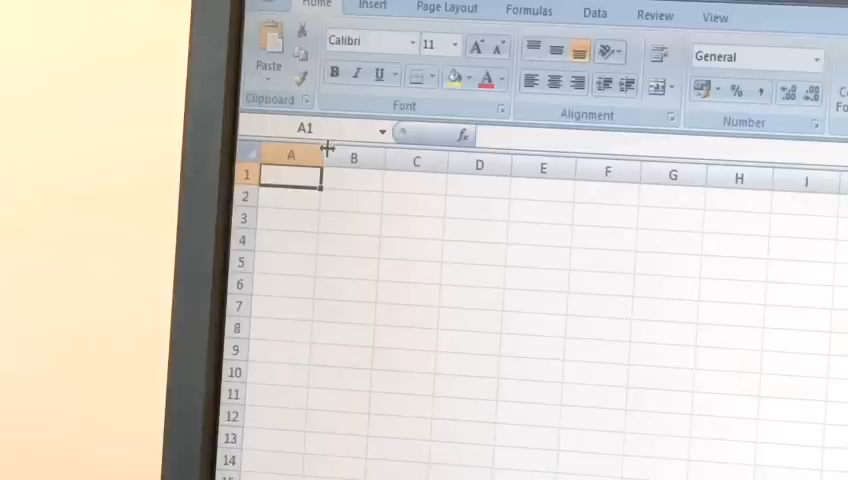 Home Insert Page Layout Formulas Data Review View
Calibri 11 A A General
Paste B I U A % ,
Clipboard Font Alignment Number
A1 fx
A B C D E F G H I
1
2
3
4
5
6
7
8
9
10
11
12
13
14